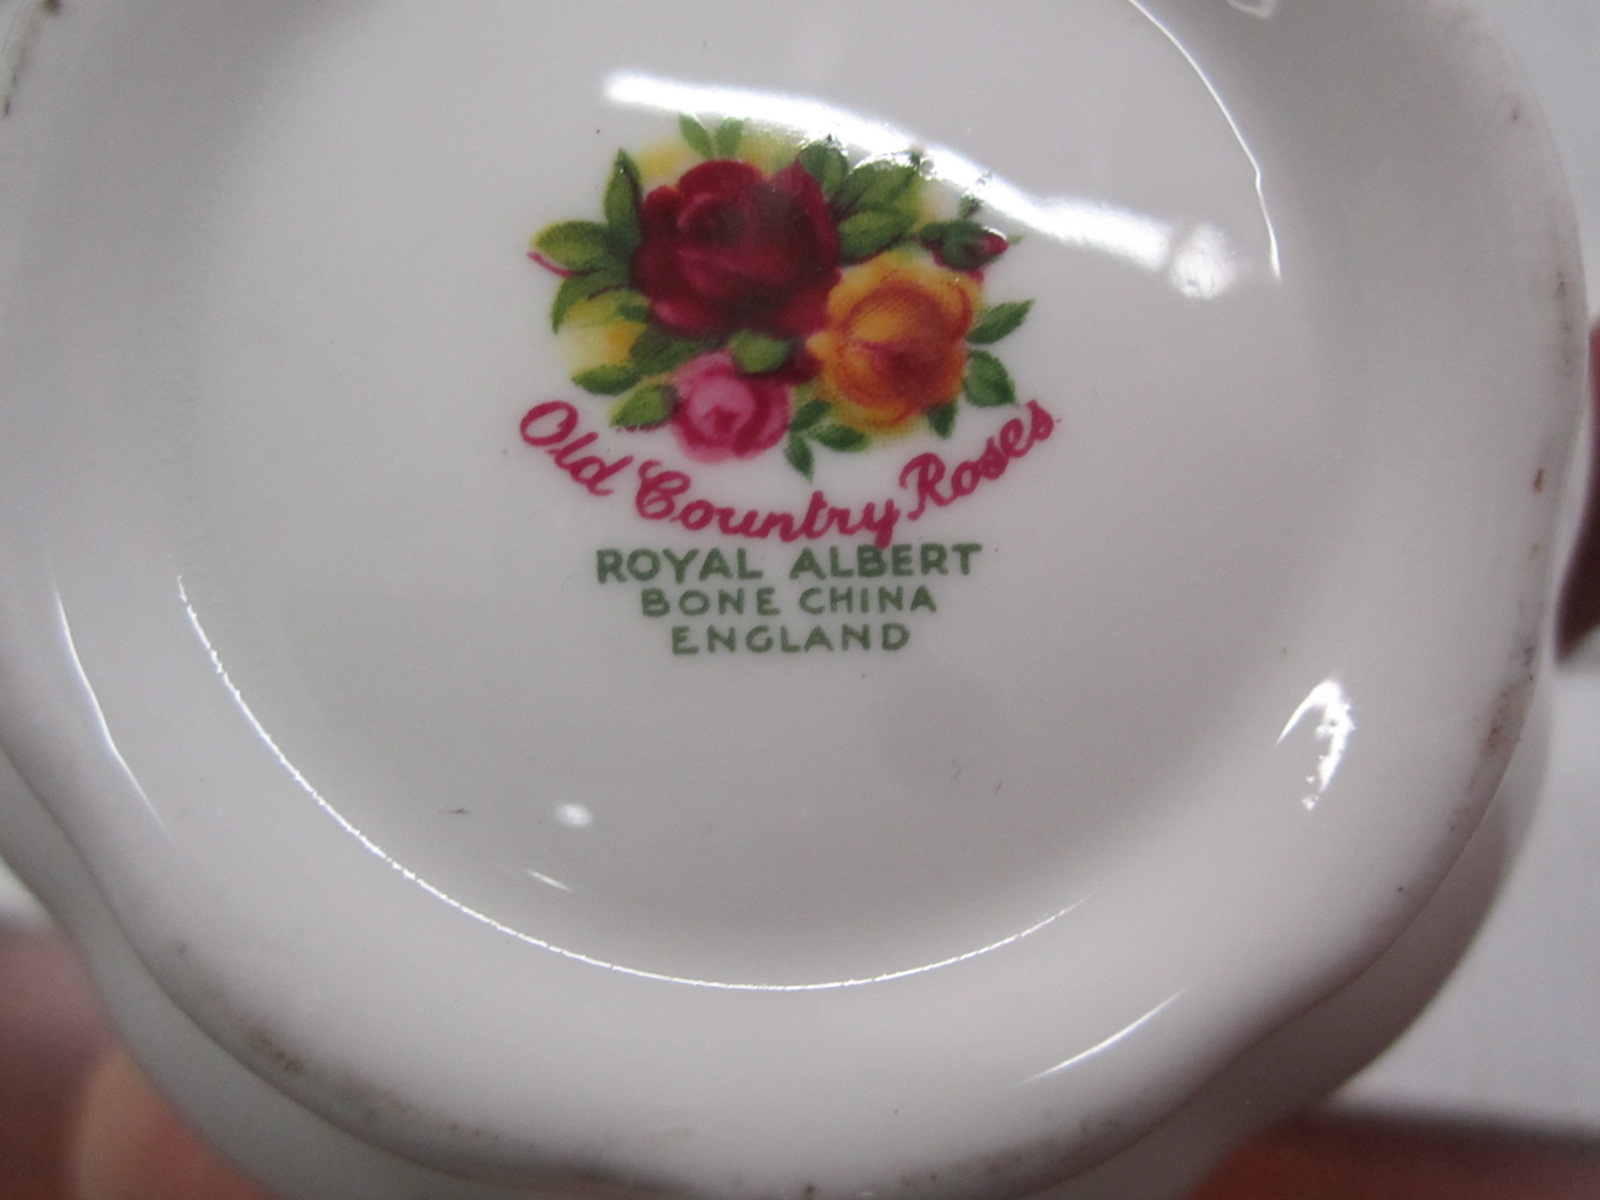 Old Country Roses
ROYAL ALBERT
BONE CHINA
ENGLAND